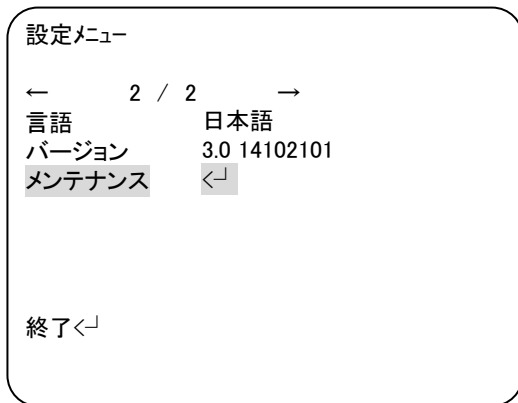 設定ﾒﾆｭｰ
← 2 / 2 →
言語 日本語
バージョン 3.0 14102101
メンテナンス <┘
終了<┘